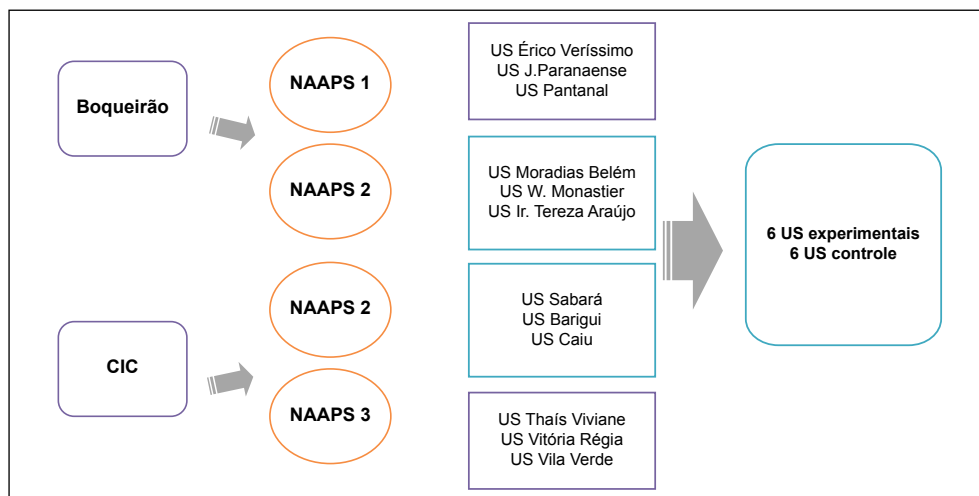 Boqueirão
NAAPS 1
NAAPS 2
US Érico Veríssimo
US J.Paranaense
US Pantanal
US Moradias Belém
US W. Monastier
US Ir. Tereza Araújo
CIC
NAAPS 2
NAAPS 3
US Sabará
US Barigui
US Caiu
US Thaís Viviane
US Vitória Régia
US Vila Verde
6 US experimentais
6 US controle